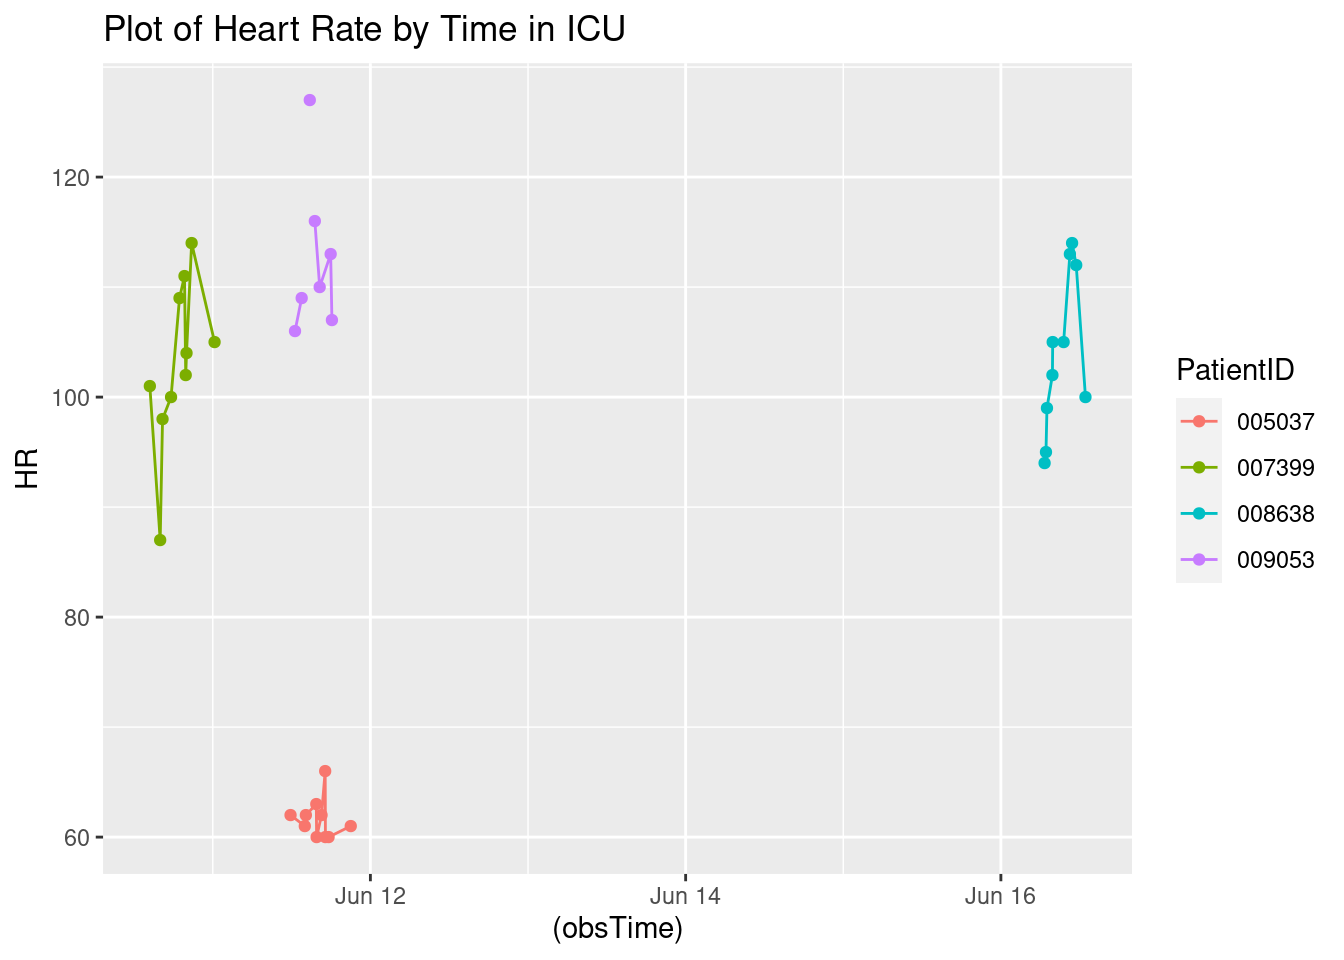 Plot of Heart Rate by Time in ICU
120
100
80
60
HR
Jun 12
Jun 14
Jun 16
(obsTime)
PatientID
005037
007399
008638
009053